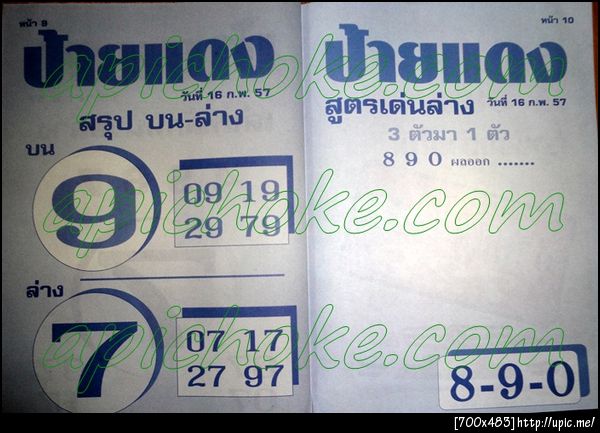 หน้า 9
ป้ายแดง
วันที่ 16 ก.พ. 57
สรุป บน-ล่าง
บน
9
09 19
29 79
ล่าง
7
07 17
27 97
หน้า 10
ป้ายแดง
สูตรเด่นล่าง วันที่ 16 ก.พ. 57
3 ตัวมา 1 ตัว
8 9 0 ผลออก .......
8-9-0
apichoke.com
apichoke.com
apichoke.com
apichoke.com
[700x483]http://upic.me/